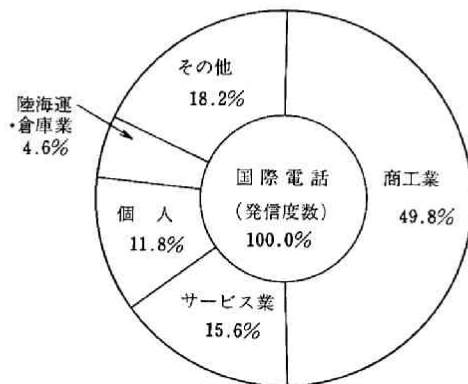 国際電話
(発信度数)
100.0%
商工業
49.8%
サービス業
15.6%
個人
11.8%
陸海運
・倉庫業
4.6%
その他
18.2%